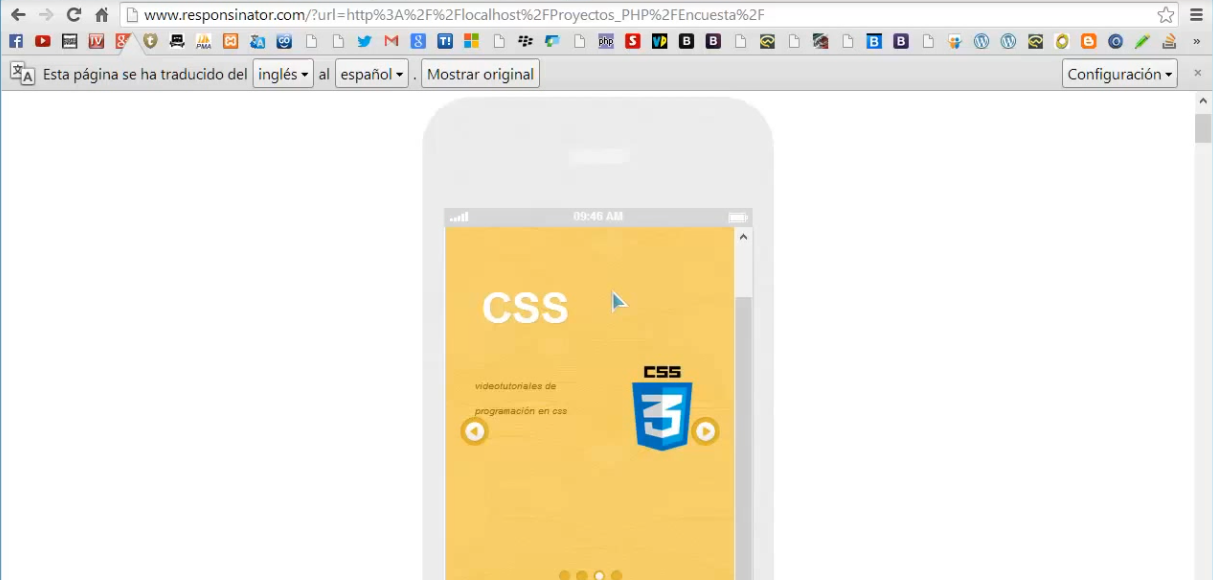 www.responsinator.com/?url=http%3A%2F%2Flocalhost%2FProyectos_PHP%2FEncuesta%2F
Esta página se ha traducido del inglés al español . Mostrar original Configuración
09:46 AM
CSS
CSS
3
videotutoriales de
programación en css